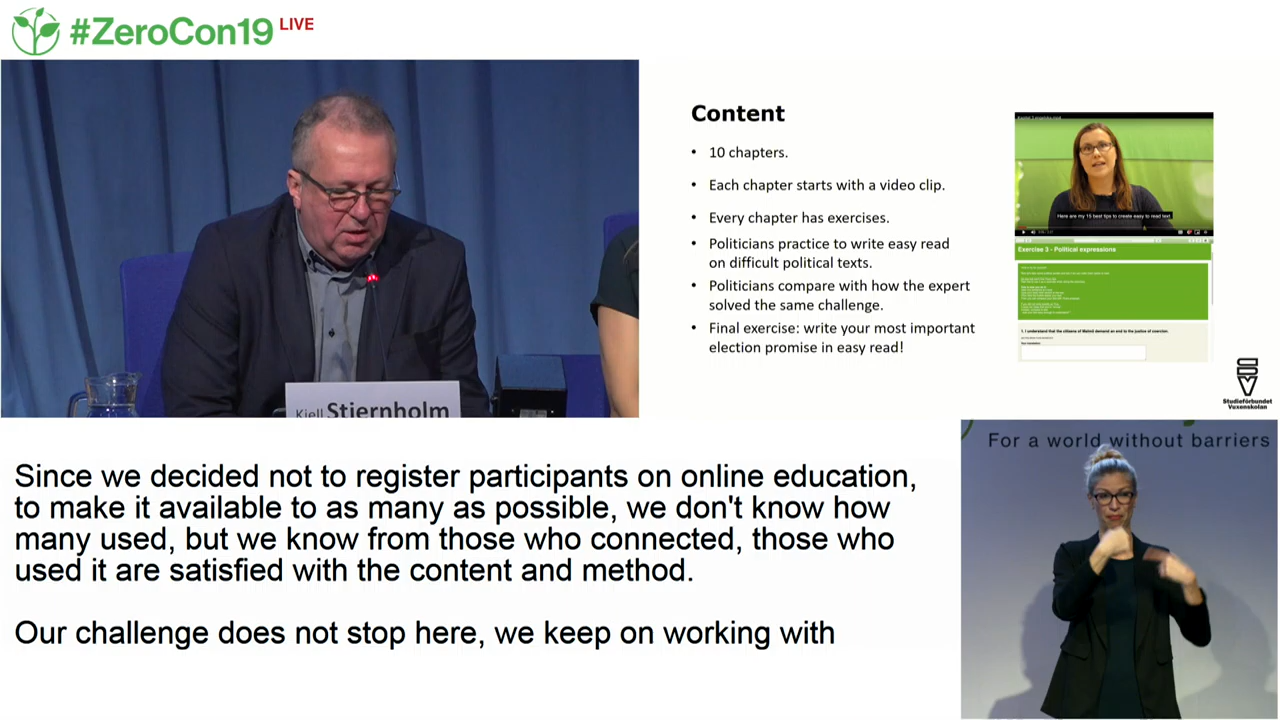 #ZeroCon19 LIVE
Kjell Stjernholm
Content
• 10 chapters.
• Each chapter starts with a video clip.
• Every chapter has exercises.
• Politicians practice to write easy read
on difficult political texts.
• Politicians compare with how the expert
solved the same challenge.
• Final exercise: write your most important
election promise in easy read!
Here are my 15 best tips to create easy to read text
Exercise 3 - Political expressions
1. I understand that the citizens of Malmö demand an end to the justice of coercion.
Studieförbundet
Vuxenskolan
Since we decided not to register participants on online education,
to make it available to as many as possible, we don't know how
many used, but we know from those who connected, those who
used it are satisfied with the content and method.
Our challenge does not stop here, we keep on working with
For a world without barriers